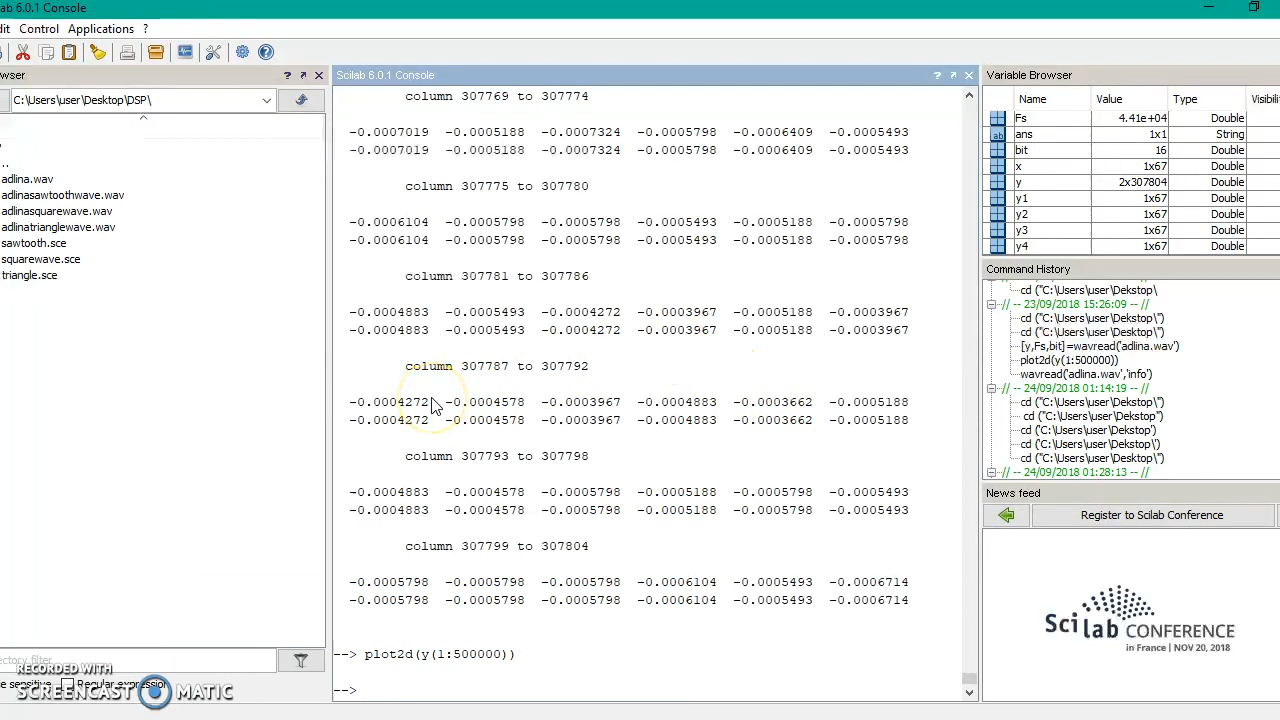 ab 6.0.1 Console
dit Control Applications ?
owser ? 
C:\Users\user\Desktop\DSP\
..
adlina.wav
adlinasawtoothwave.wav
adlinasquarewave.wav
adlinatrianglewave.wav
sawtooth.sce
squarewave.sce
triangle.sce
ectory filter
e sensitive Regular expression
RECORDED WITH
SCREENCAST MATIC
Scilab 6.0.1 Console ?
column 307769 to 307774
-0.0007019 -0.0005188 -0.0007324 -0.0005798 -0.0006409 -0.0005493
-0.0007019 -0.0005188 -0.0007324 -0.0005798 -0.0006409 -0.0005493
column 307775 to 307780
-0.0006104 -0.0005798 -0.0005493 -0.0005188 -0.0005798
-0.0006104 -0.0005798 -0.0005798 -0.0005493 -0.0005188 -0.0005798
column 307781 to 307786
-0.0004883 -0.0005493 -0.0004272 -0.0003967 -0.0005188 -0.0003967
-0.0004883 -0.0005493 -0.0004272 -0.0003967 -0.0005188 -0.0003967
column 307787 to 307792
-0.0004272 -0.0004578 -0.0003967 -0.0004883 -0.0003662 -0.0005188
-0.0004272 -0.0004578 -0.0003967 -0.0004883 -0.0003662 -0.0005188
column 307793 to 307798
-0.0004883 -0.0004578 -0.0005798 -0.0005188 -0.0005798 -0.0005493
-0.0004883 -0.0004578 -0.0005798 -0.0005188 -0.0005798 -0.0005493
column 307799 to 307804
-0.0005798 -0.0005798 -0.0005798 -0.0006104 -0.0005493 -0.0006714
-0.0005798 -0.0005798 -0.0005798 -0.0006104 -0.0005493 -0.0006714
--> plot2d(y(1:500000))
-->
Variable Browser
Name Value Type Visibili
Fs 4.41e+04 Double
ans 1x1 String
bit 16 Double
x 1x67 Double
y 2x307804 Double
y1 1x67 Double
y2 1x67 Double
y3 1x67 Double
y4 1x67 Double
Command History
cd ("C:\Users\user\Dekstop\
// -- 23/09/2018 15:26:09 -- //
cd ("C:\Users\user\Dekstop\")
cd ("C:\Users\user\Desktop\")
[y,Fs,bit]=wavread('adlina.wav')
plot2d(y(1:500000))
wavread('adlina.wav','info')
// -- 24/09/2018 01:14:19 -- //
cd ("C:\Users\user\Dekstop\")
cd ("C:\Users\user\Dekstop")
cd ('C:\Users\user\Dekstop\')
cd ("C:\Users\user\Dekstop\')
cd ("C:\Users\user\Dekstop\")
// -- 24/09/2018 01:28:13 -- //
News feed
Register to Scilab Conference
Scilab CONFERENCE
in France | NOV 20, 2018